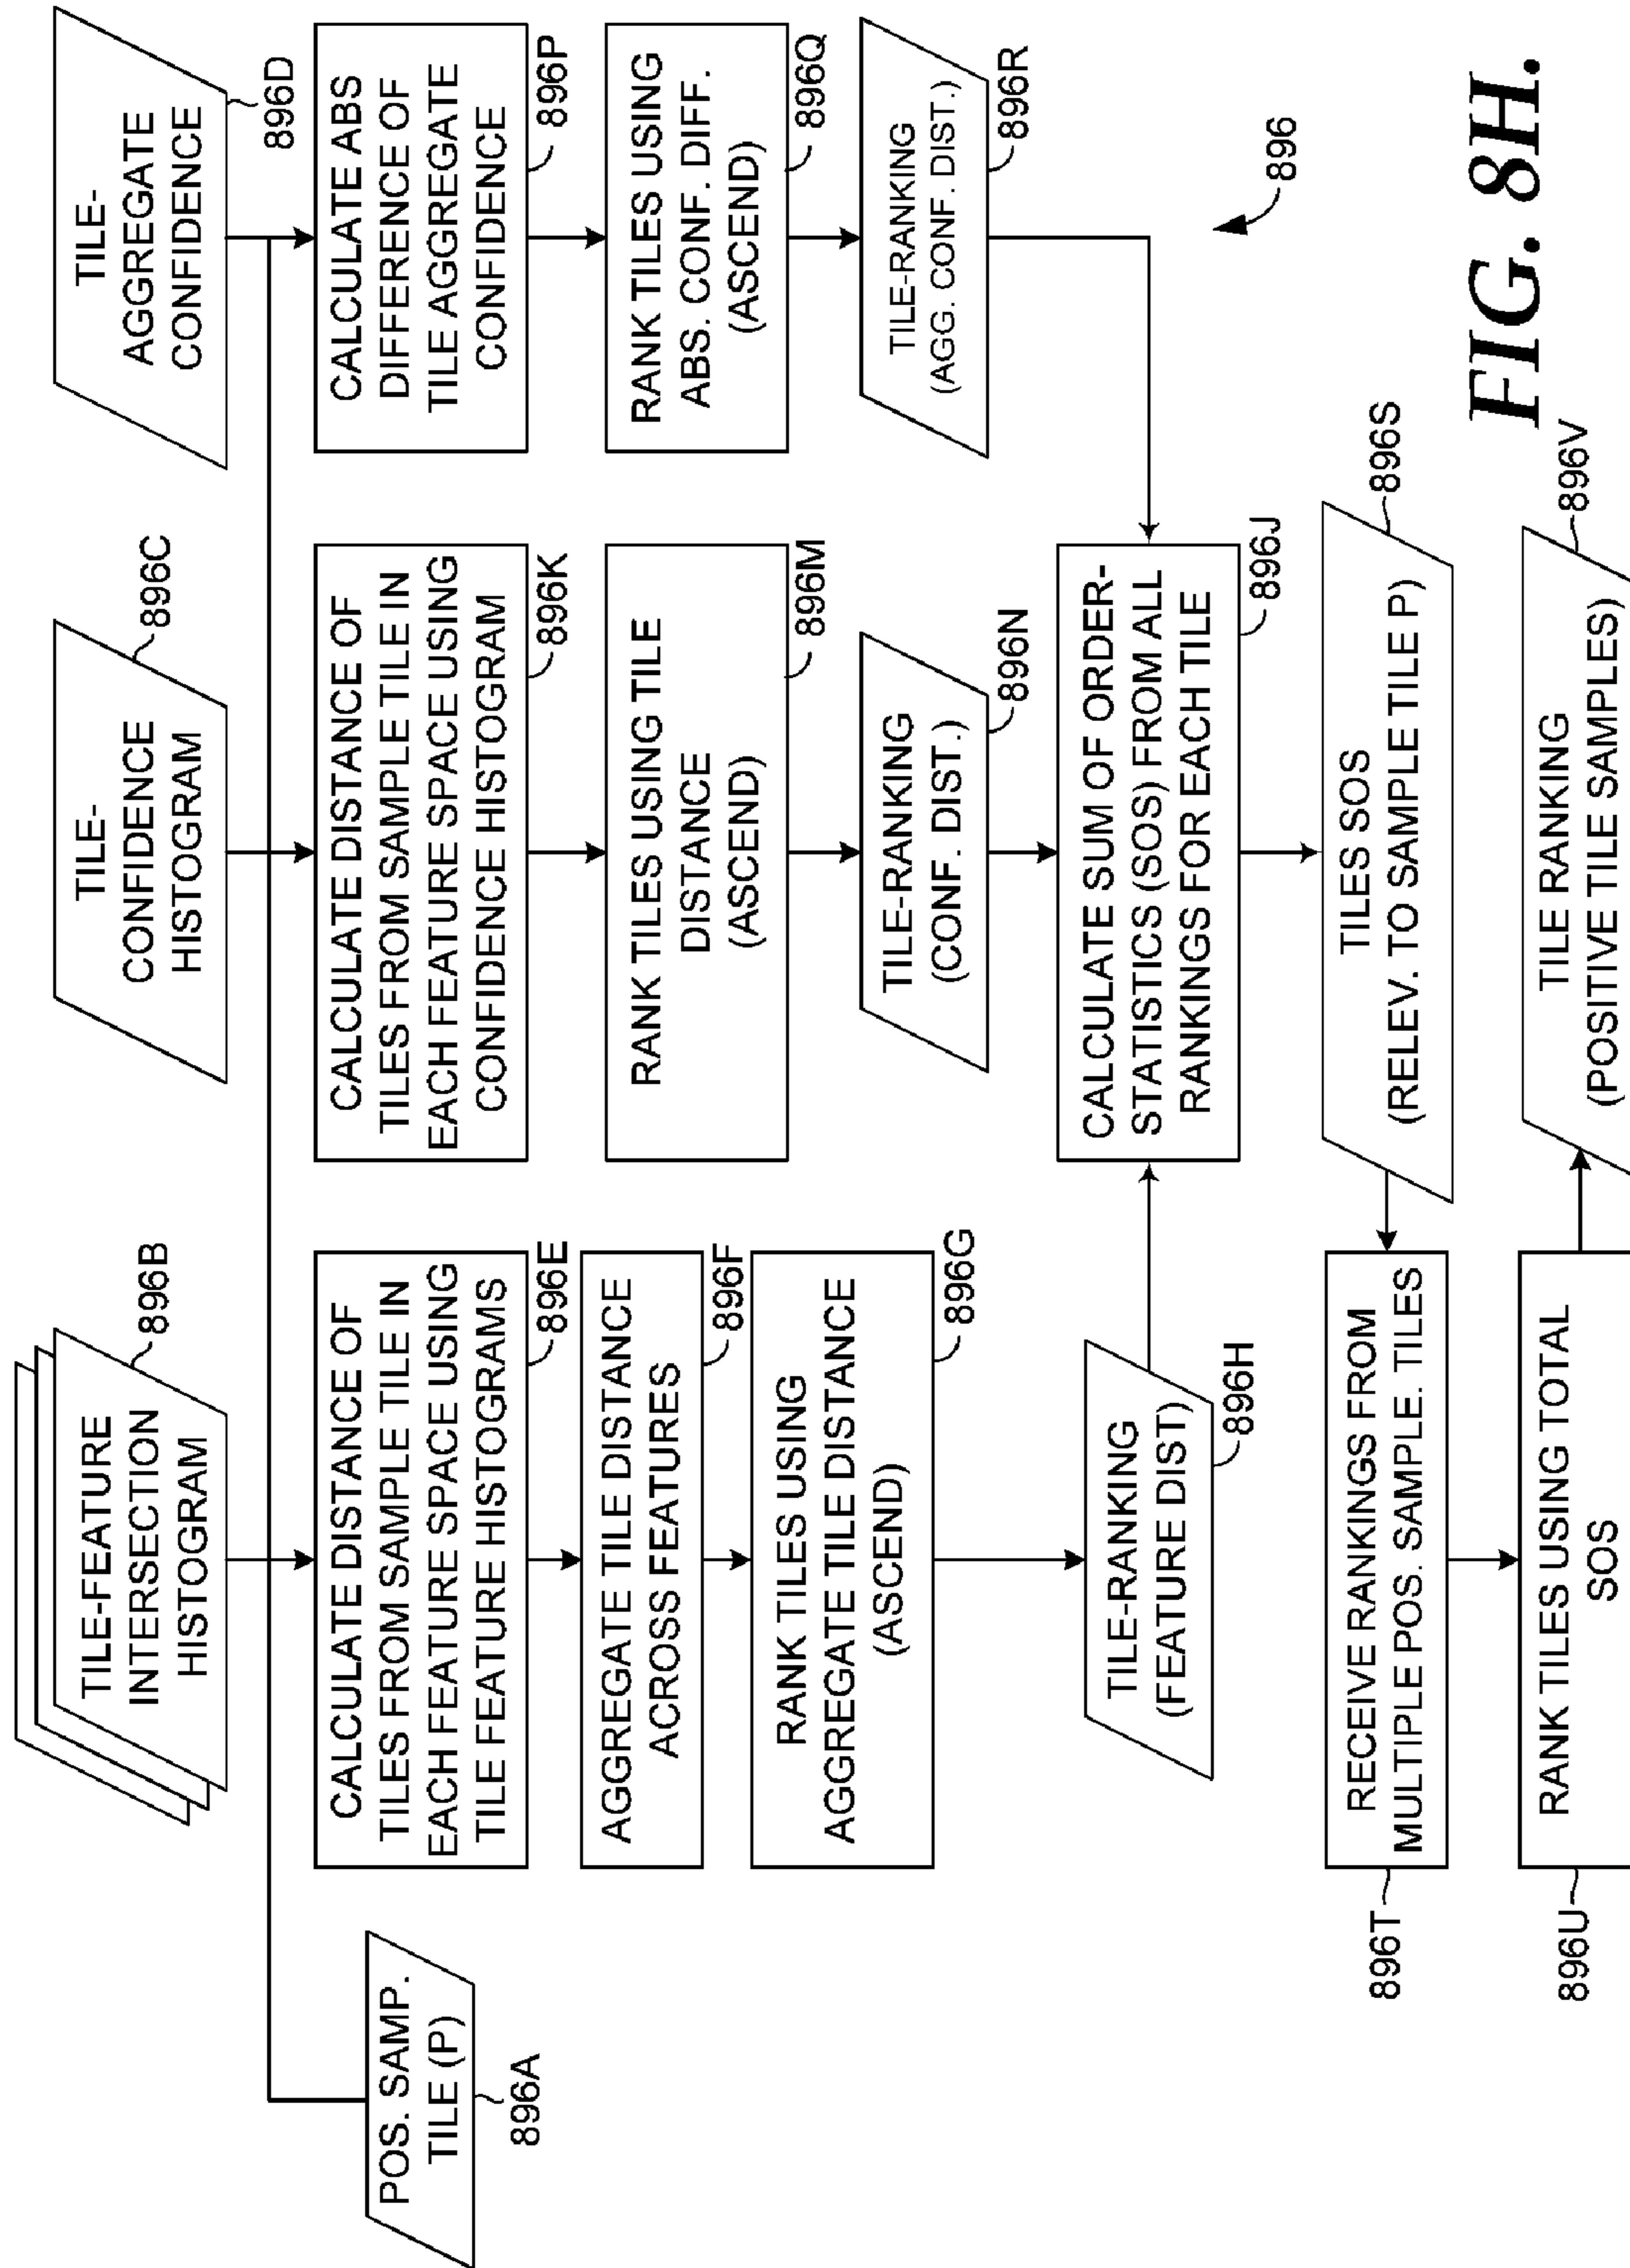 TILE-FEATURE
INTERSECTION
HISTOGRAM
896B
TILE-
CONFIDENCE
HISTOGRAM
896C
TILE-
AGGREGATE
CONFIDENCE
896D
POS. SAMP.
TILE (P)
896A
CALCULATE DISTANCE OF
TILES FROM SAMPLE TILE IN
EACH FEATURE SPACE USING
TILE FEATURE HISTOGRAMS
896E
CALCULATE DISTANCE OF
TILES FROM SAMPLE TILE IN
EACH FEATURE SPACE USING
CONFIDENCE HISTOGRAM
896K
CALCULATE ABS
DIFFERENCE OF
TILE AGGREGATE
CONFIDENCE
896P
AGGREGATE TILE DISTANCE
ACROSS FEATURES
896F
RANK TILES USING TILE
DISTANCE
(ASCEND)
896M
RANK TILES USING
ABS. CONF. DIFF.
(ASCEND)
896Q
RANK TILES USING
AGGREGATE TILE DISTANCE
(ASCEND)
896G
TILE-RANKING
(CONF. DIST.)
896N
TILE-RANKING
(AGG. CONF. DIST.)
896R
TILE-RANKING
(FEATURE DIST)
896H
CALCULATE SUM OF ORDER-
STATISTICS (SOS) FROM ALL
RANKINGS FOR EACH TILE
896J
896
RECEIVE RANKINGS FROM
MULTIPLE POS. SAMPLE. TILES
896T
TILES SOS
(RELEV. TO SAMPLE TILE P)
896S
RANK TILES USING TOTAL
SOS
896U
TILE RANKING
(POSITIVE TILE SAMPLES)
896V
FIG. 8H.